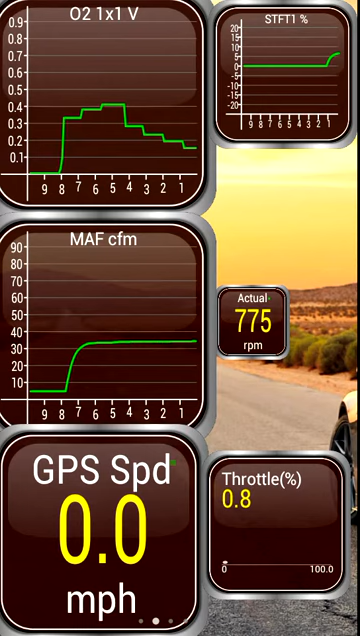 O2 1x1 V
0.9
0.8
0.7
0.6
0.5
0.4
0.3
0.2
0.1
9 8 7 6 5 4 3 2 1
STFT1 %
20
15
10
5
0
-5
-10
-15
-20
9 8 7 6 5 4 3 2 1
MAF cfm
90
80
70
60
50
40
30
20
10
9 8 7 6 5 4 3 2 1
Actual
775
rpm
GPS Spd
0.0
mph
Throttle(%)
0.8
0 100.0